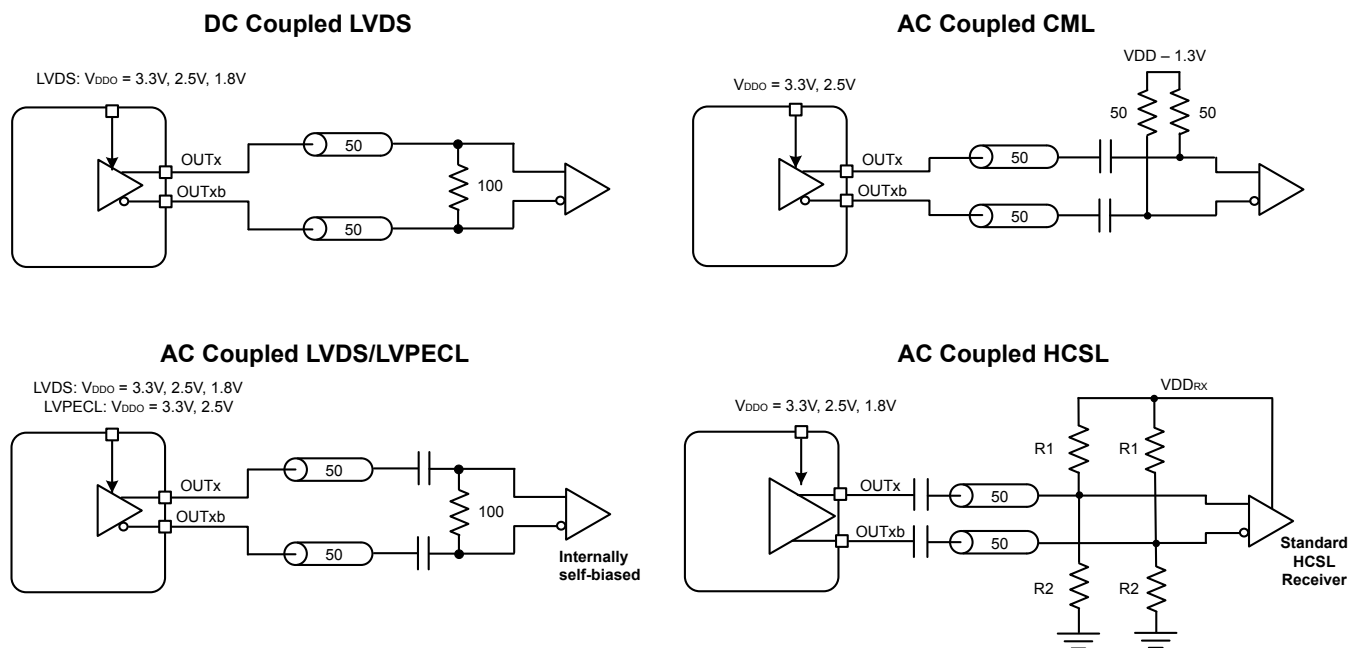 DC Coupled LVDS
LVDS: VDDO = 3.3V, 2.5V, 1.8V
OUTx
OUTxb
50
50
100
AC Coupled CML
VDD – 1.3V
VDDO = 3.3V, 2.5V
50
50
OUTx
OUTxb
50
50
AC Coupled LVDS/LVPECL
LVDS: VDDO = 3.3V, 2.5V, 1.8V
LVPECL: VDDO = 3.3V, 2.5V
OUTx
OUTxb
50
50
100
Internally
self-biased
AC Coupled HCSL
VDDRX
VDDO = 3.3V, 2.5V, 1.8V
R1
R1
OUTx
OUTxb
50
50
R2
R2
Standard
HCSL
Receiver